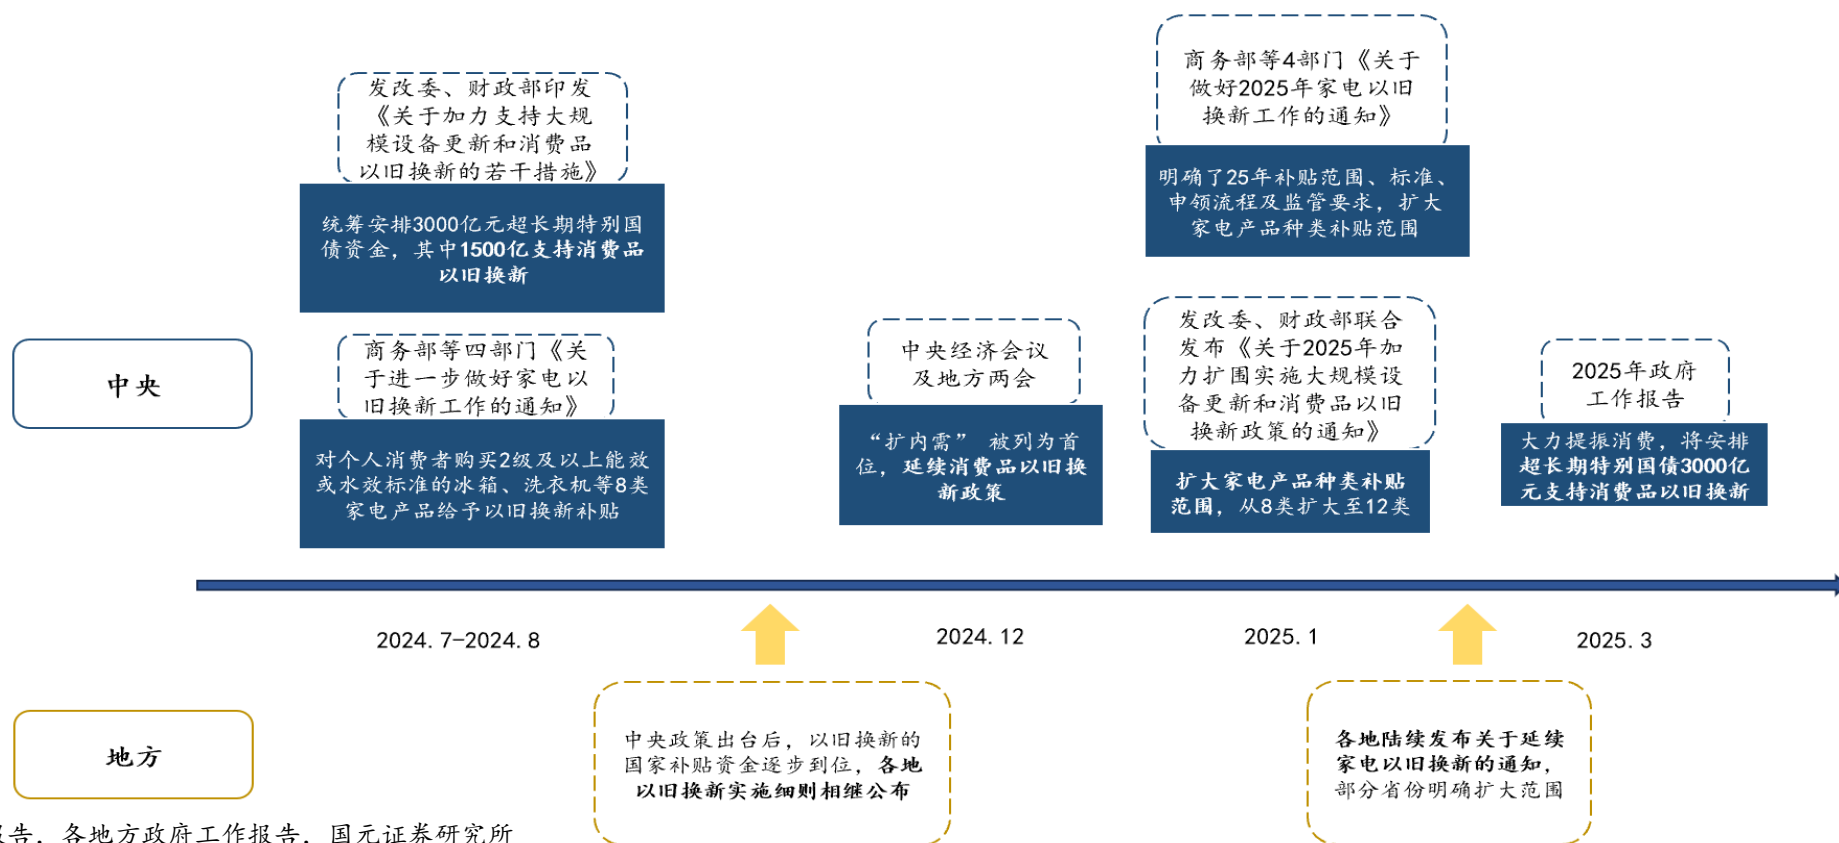 发改委、财政部印发
《关于加力支持大规
模设备更新和消费品
以旧换新的若干措施》
统筹安排3000亿元超长期特别国
债资金，其中1500亿支持消费品
以旧换新
商务部等四部门《关
于进一步做好家电以
旧换新工作的通知》
对个人消费者购买2级及以上能效
或水效标准的冰箱、洗衣机等8类
家电产品给予以旧换新补贴
中央
中央经济会议
及地方两会
“扩内需” 被列为首
位，延续消费品以旧换
新政策
商务部等4部门《关于
做好2025年家电以旧
换新工作的通知》
明确了25年补贴范围、标准、
申领流程及监管要求，扩大
家电产品种类补贴范围
发改委、财政部联合
发布《关于2025年加
力扩围实施大规模设
备更新和消费品以旧
换新政策的通知》
扩大家电产品种类补贴
范围，从8类扩大至12类
2025年政府
工作报告
大力提振消费，将安排
超长期特别国债3000亿
元支持消费品以旧换新
2024.7-2024.8
2024.12
2025.1
2025.3
地方
中央政策出台后，以旧换新的
国家补贴资金逐步到位，各地
以旧换新实施细则相继公布
各地陆续发布关于延续
家电以旧换新的通知，
部分省份明确扩大范围
报告，各地方政府工作报告，国元证券研究所